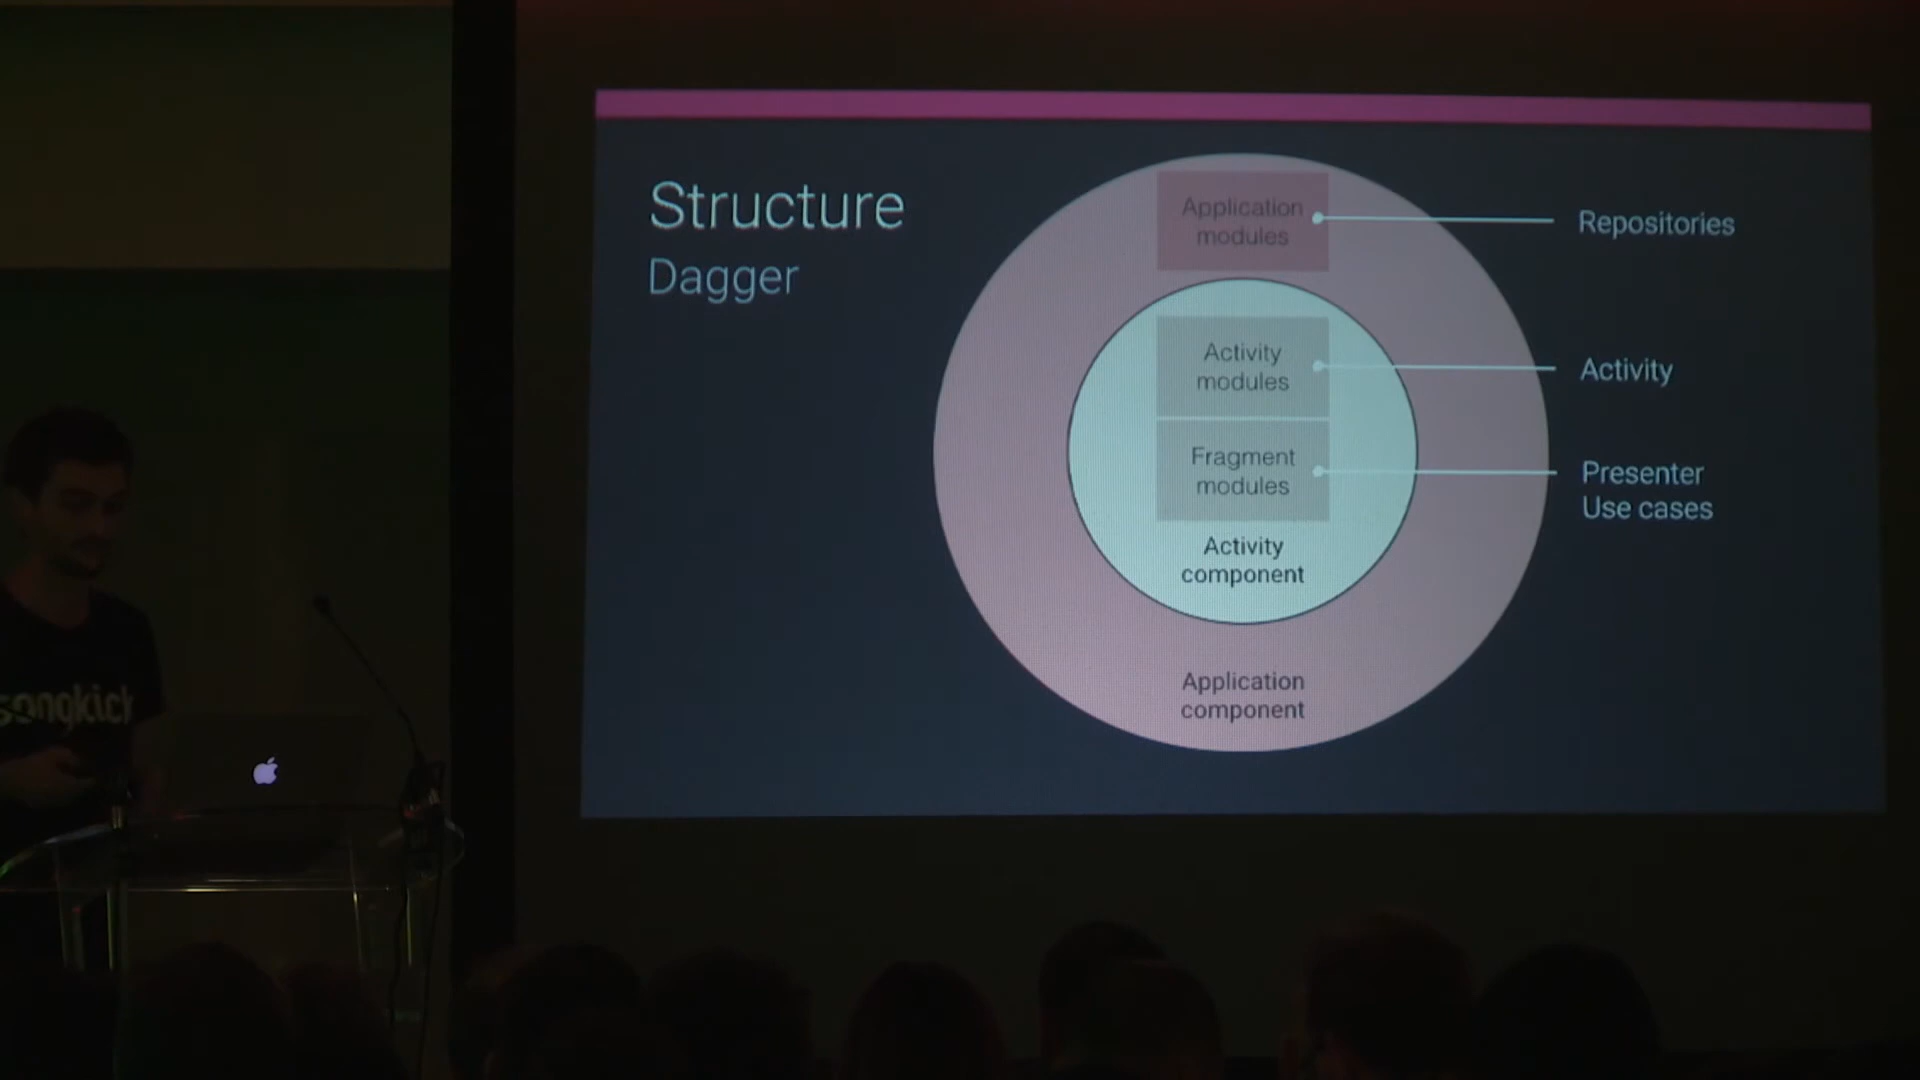 Structure
Dagger
Application
modules
Repositories
Activity
modules
Activity
Fragment
modules
Presenter
Use cases
Activity
component
Application
component
songkick